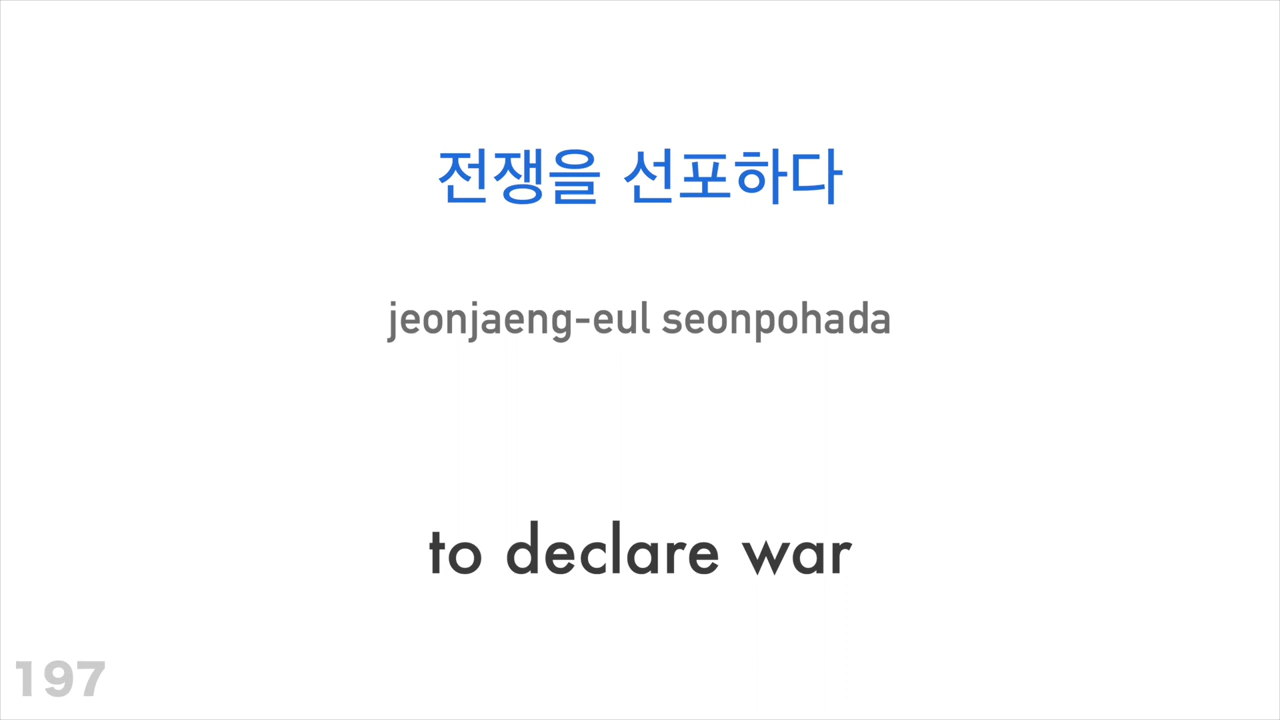 전쟁을 선포하다
jeonjaeng-eul seonpohada
to declare war
197